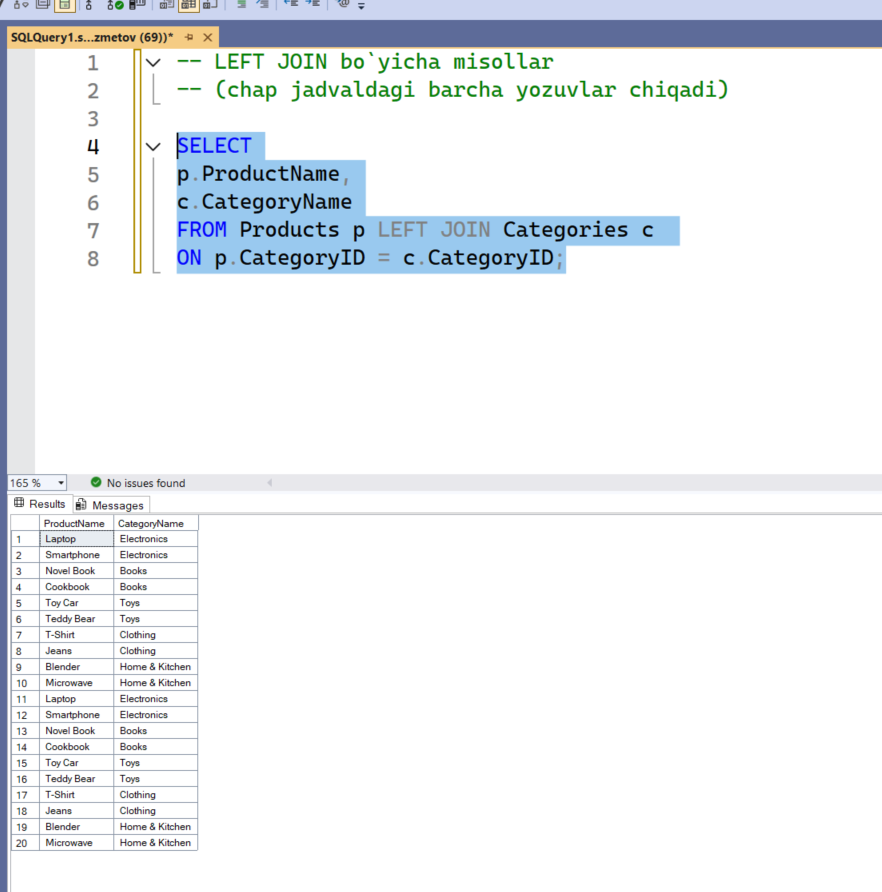 SQLQuery1.s...zmetov (69))*
1 -- LEFT JOIN bo`yicha misollar
2 -- (chap jadvaldagi barcha yozuvlar chiqadi)
3
4 SELECT
5 p.ProductName,
6 c.CategoryName
7 FROM Products p LEFT JOIN Categories c
8 ON p.CategoryID = c.CategoryID;
165 % No issues found
Results Messages
ProductName CategoryName
1 Laptop Electronics
2 Smartphone Electronics
3 Novel Book Books
4 Cookbook Books
5 Toy Car Toys
6 Teddy Bear Toys
7 T-Shirt Clothing
8 Jeans Clothing
9 Blender Home & Kitchen
10 Microwave Home & Kitchen
11 Laptop Electronics
12 Smartphone Electronics
13 Novel Book Books
14 Cookbook Books
15 Toy Car Toys
16 Teddy Bear Toys
17 T-Shirt Clothing
18 Jeans Clothing
19 Blender Home & Kitchen
20 Microwave Home & Kitchen